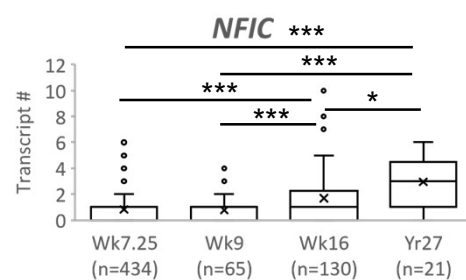 NFIC ***
***
***
***
*
Transcript #
12
10
8
6
4
2
0
Wk7.25 Wk9 Wk16 Yr27
(n=434) (n=65) (n=130) (n=21)